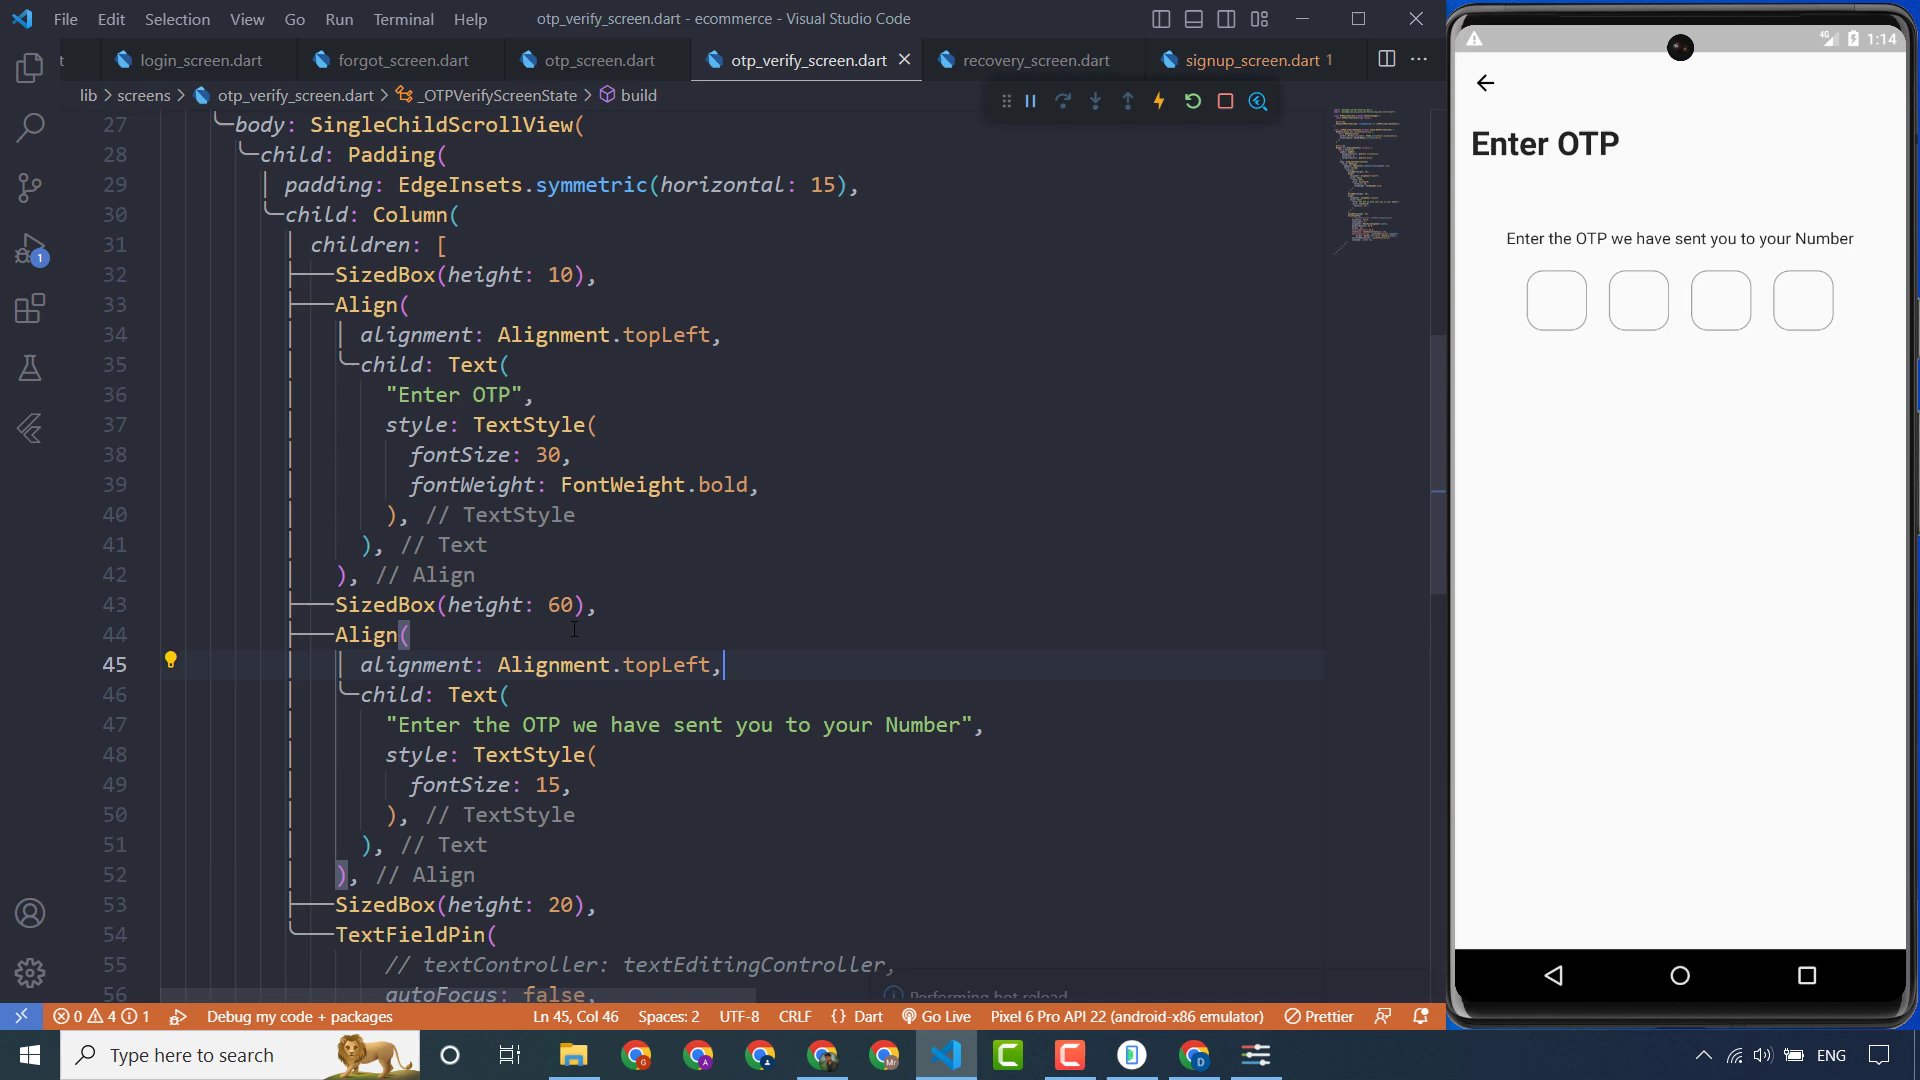 File Edit Selection View Go Run Terminal Help
otp_verify_screen.dart - ecommerce - Visual Studio Code
t login_screen.dart forgot_screen.dart otp_screen.dart otp_verify_screen.dart recovery_screen.dart signup_screen.dart 1
lib > screens > otp_verify_screen.dart > _OTPVerifyScreenState > build
27 body: SingleChildScrollView(
28 child: Padding(
29 padding: EdgeInsets.symmetric(horizontal: 15),
30 child: Column(
31 children: [
32 SizedBox(height: 10),
33 Align(
34 alignment: Alignment.topLeft,
35 child: Text(
36 "Enter OTP",
37 style: TextStyle(
38 fontSize: 30,
39 fontWeight: FontWeight.bold,
40 ), // TextStyle
41 ), // Text
42 ), // Align
43 SizedBox(height: 60),
44 Align(
45 alignment: Alignment.topLeft,
46 child: Text(
47 "Enter the OTP we have sent you to your Number",
48 style: TextStyle(
49 fontSize: 15,
50 ), // TextStyle
51 ), // Text
52 ), // Align
53 SizedBox(height: 20),
54 TextFieldPin(
55 // textController: textEditingController,
56 autoFocus: false,
Performing hot reload
1
0 4 1 Debug my code + packages Ln 45, Col 46 Spaces: 2 UTF-8 CRLF {} Dart Go Live Pixel 6 Pro API 22 (android-x86 emulator) Prettier
Type here to search
ENG
4G 1:14
Enter OTP
Enter the OTP we have sent you to your Number